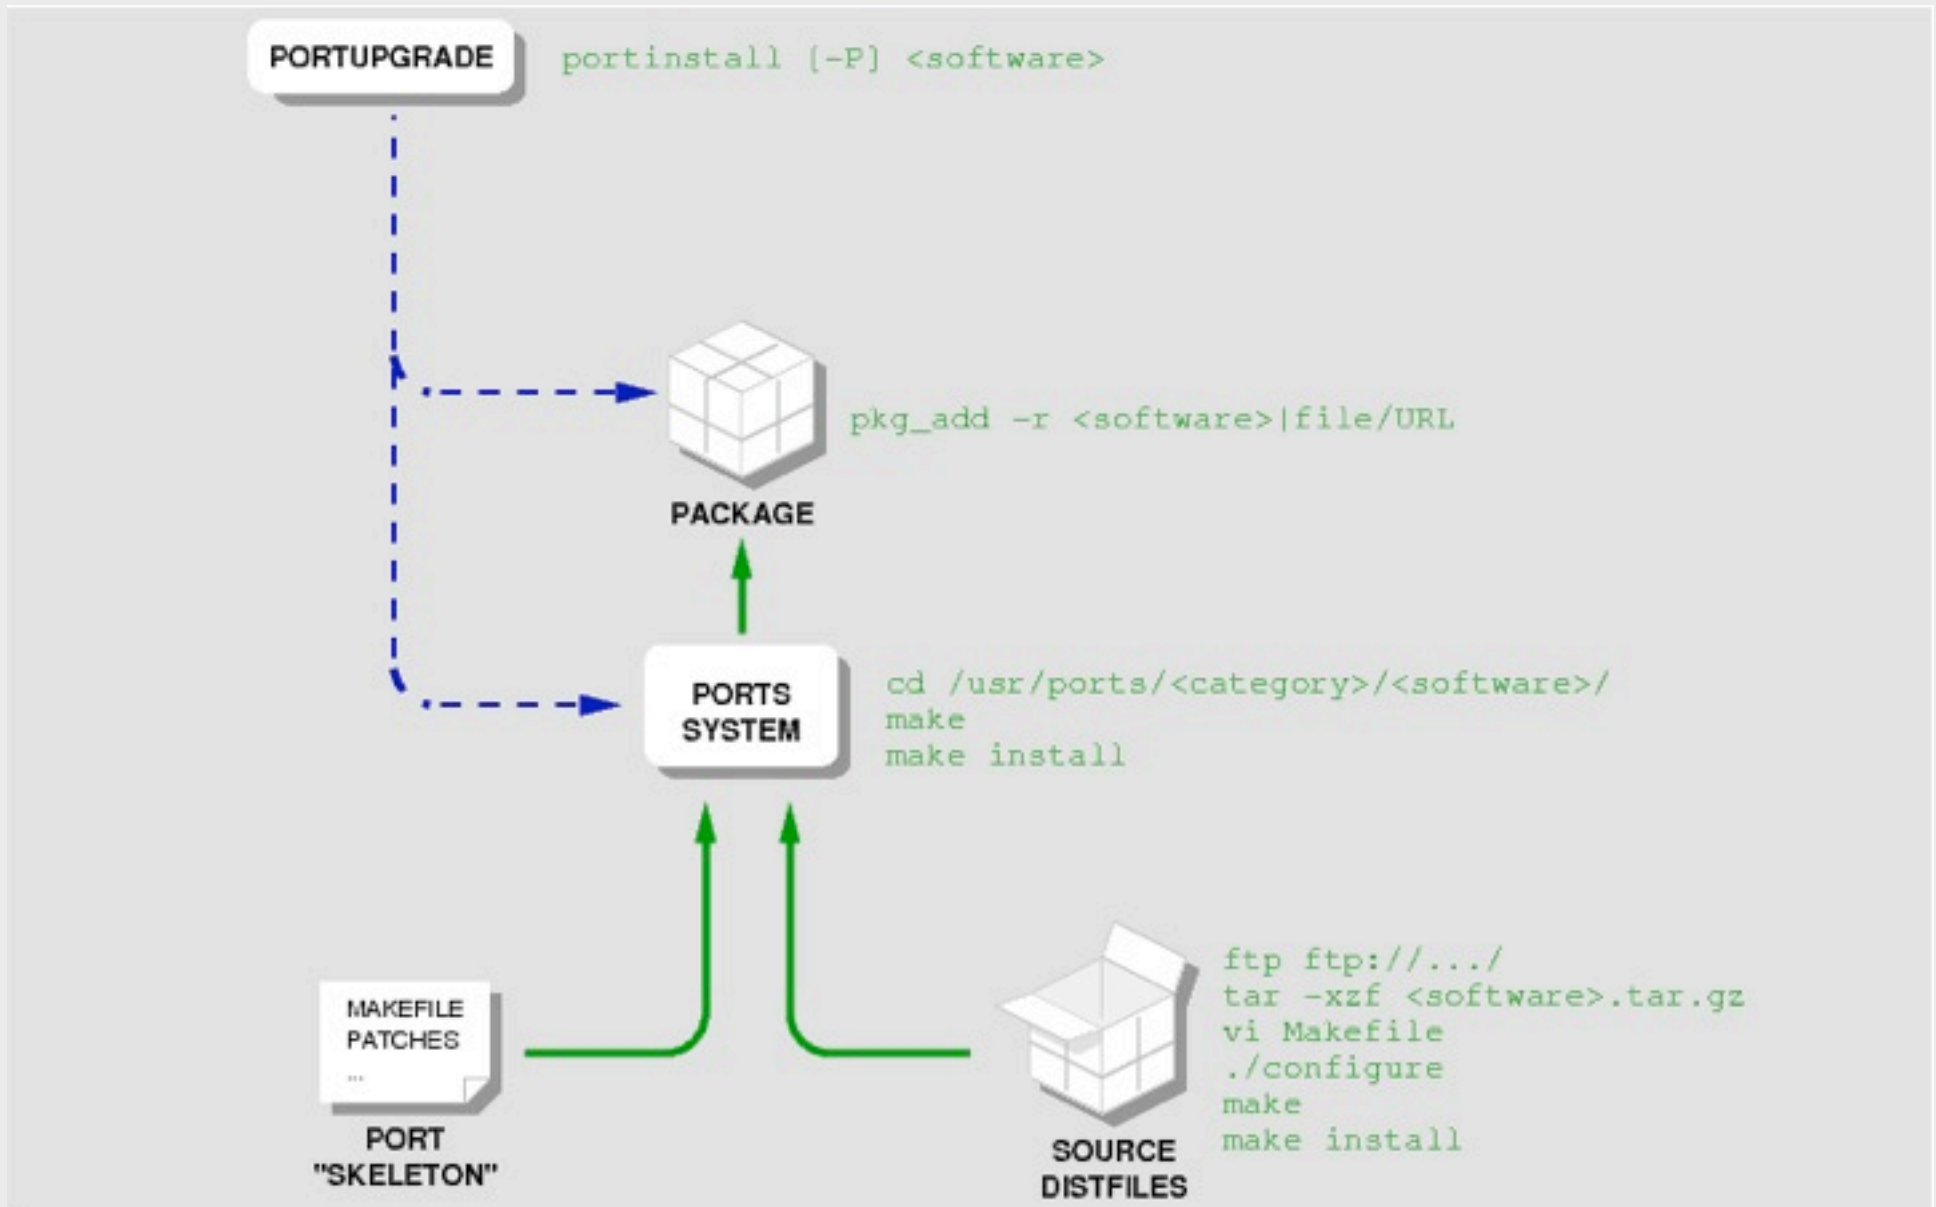 PORTUPGRADE
portinstall [-P] <software>
pkg_add -r <software>|file/URL
PACKAGE
PORTS
SYSTEM
cd /usr/ports/<category>/<software>/
make
make install
MAKEFILE
PATCHES
...
PORT
"SKELETON"
ftp ftp://.../
tar -xzf <software>.tar.gz
vi Makefile
./configure
make
make install
SOURCE
DISTFILES